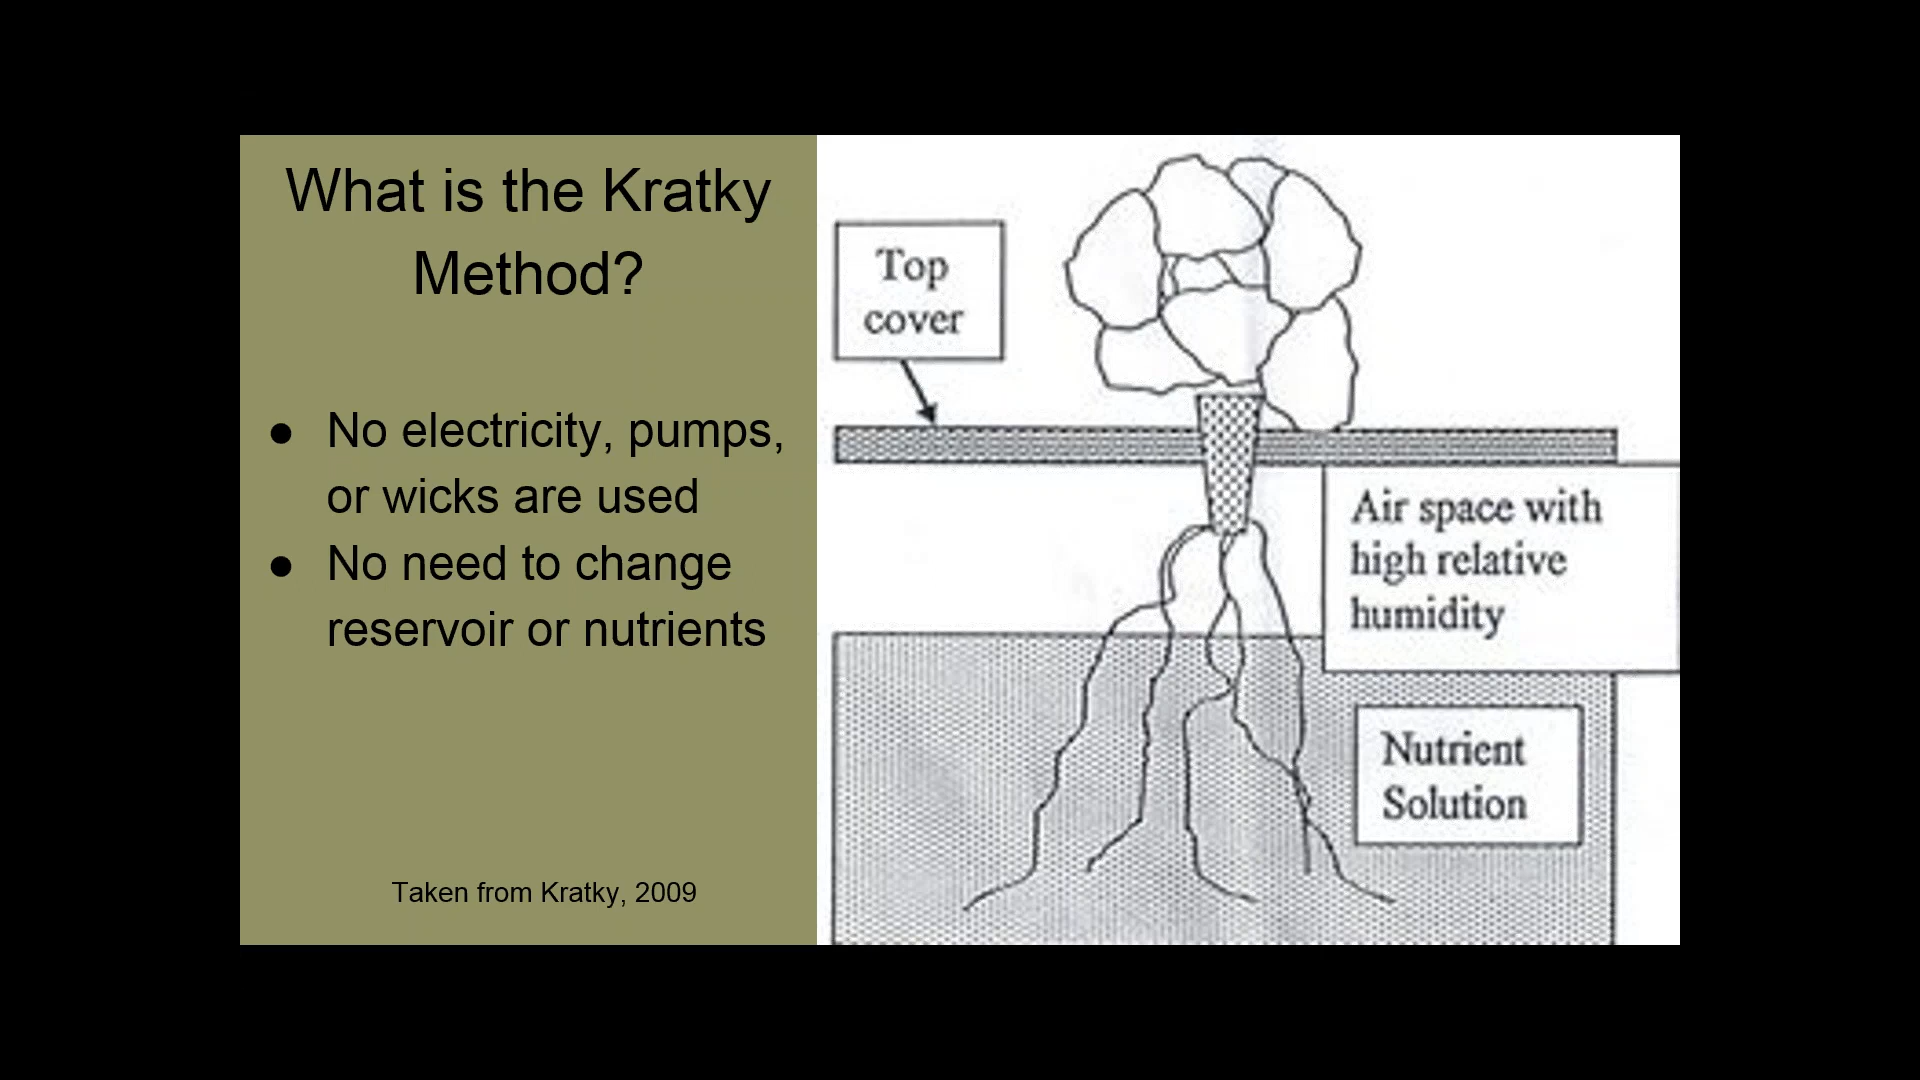 What is the Kratky
Method?
● No electricity, pumps,
or wicks are used
● No need to change
reservoir or nutrients
Taken from Kratky, 2009
Top
cover
Air space with
high relative
humidity
Nutrient
Solution